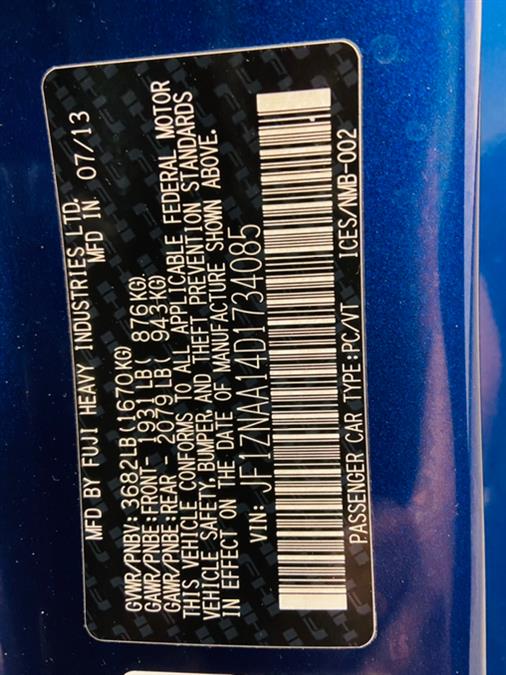 MFD BY FUJI HEAVY INDUSTRIES LTD.
MFD IN 07/13
GVWR/PNBV: 3682LB(1670KG)
GAWR/PNBE:FRONT 1931LB( 876KG)
GAWR/PNBE:REAR 2079LB( 943KG)
THIS VEHICLE CONFORMS TO ALL APPLICABLE FEDERAL MOTOR
VEHICLE SAFETY, BUMPER, AND THEFT PREVENTION STANDARDS
IN EFFECT ON THE DATE OF MANUFACTURE SHOWN ABOVE.
VIN: JF1ZNAA14D1734085
PASSENGER CAR TYPE:PC/VT ICES/NMB-002